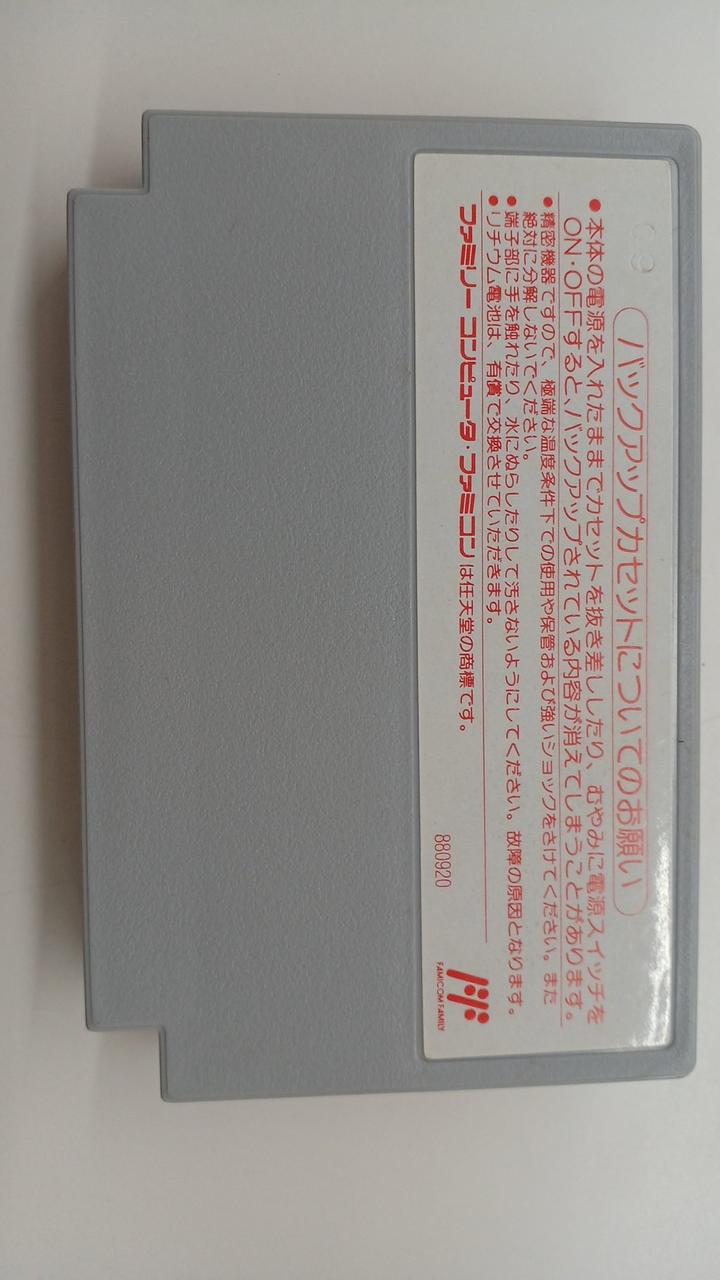 バックアップカセットについてのお願い
●本体の電源を入れたままでカセットを抜き差ししたり、むやみに電源スイッチを
ON・OFFすると、バックアップされている内容が消えてしまうことがあります。
●精密機器ですので、極端な温度条件下での使用や保管および強いショックをさけてください。また
絶対に分解しないでください。
●端子部に手を触れたり、水にぬらしたりして汚さないようにしてください。故障の原因となります。
●リチウム電池は、有償で交換させていただきます。
ファミリー コンピュータ・ファミコンは任天堂の商標です。
880920
FAMICOM FAMILY